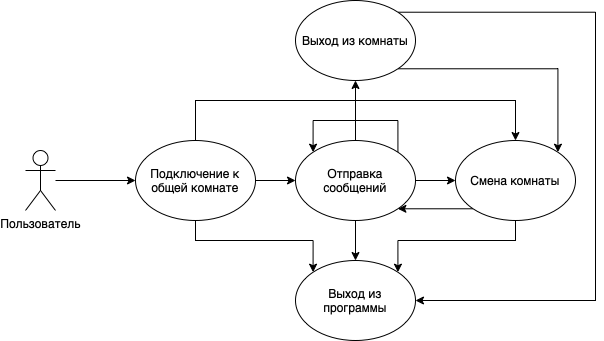 Выход из комнаты
Подключение к
общей комнате
Отправка
сообщений
Смена комнаты
Пользователь
Выход из
программы